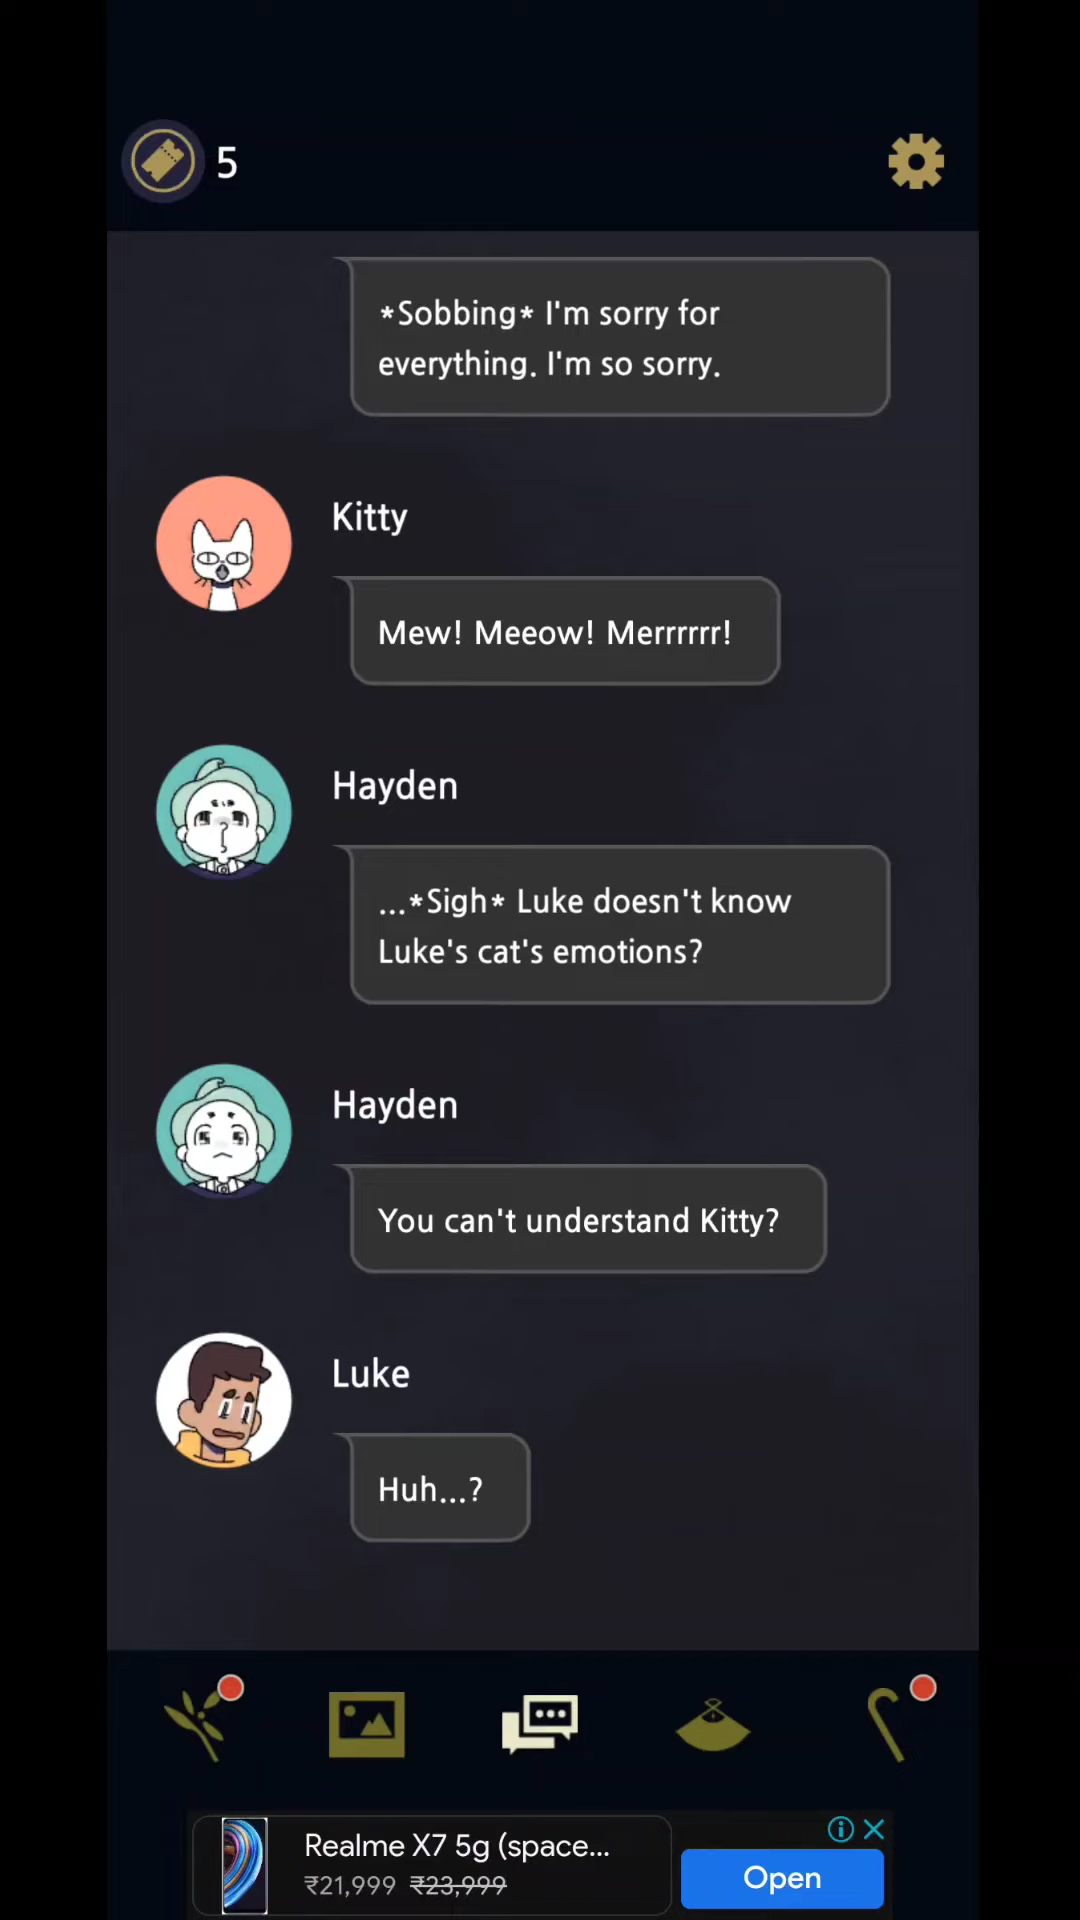 5
*Sobbing* I'm sorry for
everything. I'm so sorry.
Kitty
Mew! Meeow! Merrrrrr!
Hayden
...*Sigh* Luke doesn't know
Luke's cat's emotions?
Hayden
You can't understand Kitty?
Luke
Huh...?
Realme X7 5g (space...
₹21,999 ₹23,999
Open